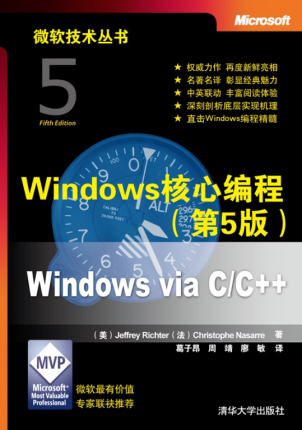 Microsoft
微软技术丛书
5
Fifth Edition
★ 权威力作 再度新鲜亮相
★ 名著名译 彰显经典魅力
★ 中英联动 丰富阅读体验
★ 深刻剖析底层实现机理
★ 直击Windows编程精髓
ALT
Windows核心编程
（第5版）
Windows via C/C++
（美）Jeffrey Richter（法）Christophe Nasarre 著
葛子昂 周靖 廖敏 译
MVP
Microsoft®
Most Valuable
Professional
微软最有价值
专家联袂推荐
清华大学出版社